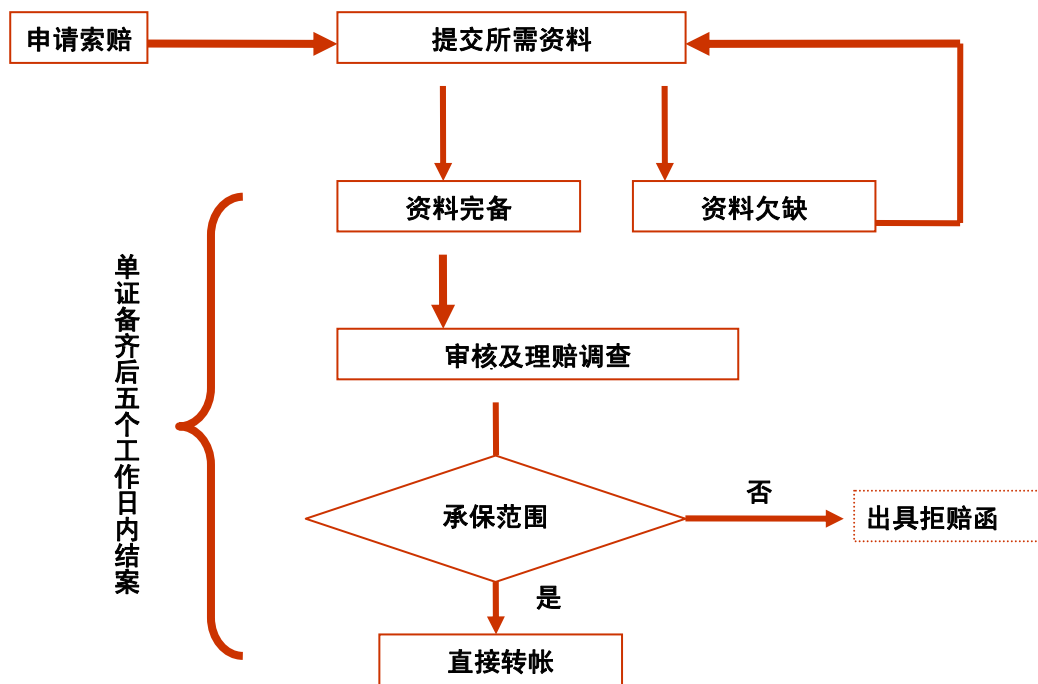 申请索赔
提交所需资料
资料完备
资料欠缺
单证备齐后五个工作日内结案
审核及理赔调查
承保范围
否
出具拒赔函
是
直接转帐